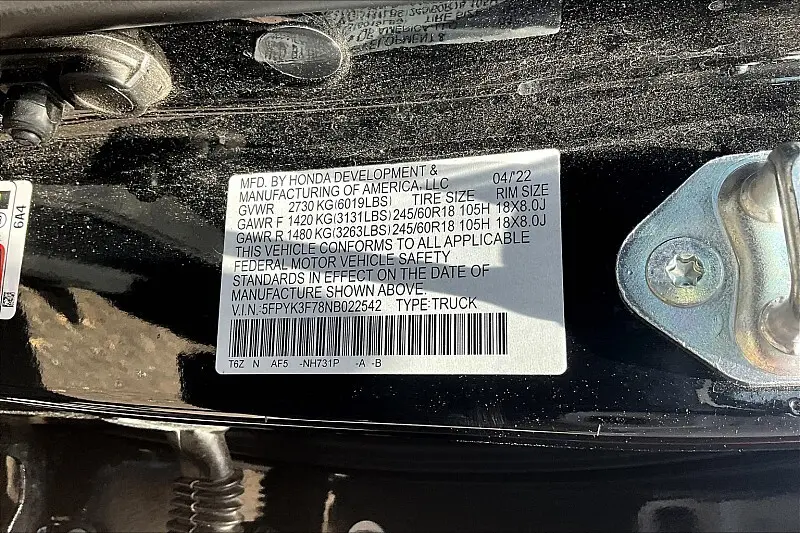 MFD. BY HONDA DEVELOPMENT & 04/'22
MANUFACTURING OF AMERICA, LLC
GVWR 2730 KG(6019LBS) TIRE SIZE RIM SIZE
GAWR F 1420 KG(3131LBS) 245/60R18 105H 18X8.0J
GAWR R 1480 KG(3263LBS) 245/60R18 105H 18X8.0J
THIS VEHICLE CONFORMS TO ALL APPLICABLE
FEDERAL MOTOR VEHICLE SAFETY
STANDARDS IN EFFECT ON THE DATE OF
MANUFACTURE SHOWN ABOVE.
V.I.N.:5FPYK3F78NB022542 TYPE:TRUCK
T6Z N AF5 -NH731P -A -B
6A4